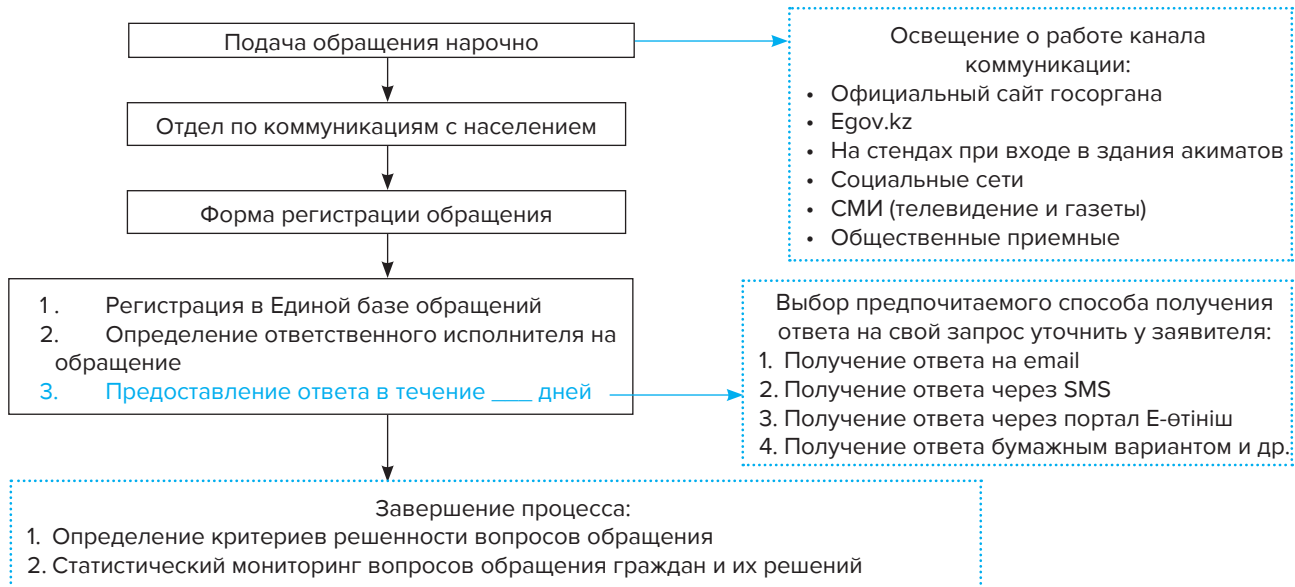 Подача обращения нарочно
Освещение о работе канала
коммуникации:
• Официальный сайт госоргана
• Egov.kz
• На стендах при входе в здания акиматов
• Социальные сети
• СМИ (телевидение и газеты)
• Общественные приемные
Отдел по коммуникациям с населением
Форма регистрации обращения
1. Регистрация в Единой базе обращений
2. Определение ответственного исполнителя на
обращение
3. Предоставление ответа в течение ___ дней
Выбор предпочитаемого способа получения
ответа на свой запрос уточнить у заявителя:
1. Получение ответа на email
2. Получение ответа через SMS
3. Получение ответа через портал Е-өтініш
4. Получение ответа бумажным вариантом и др.
Завершение процесса:
1. Определение критериев решенности вопросов обращения
2. Статистический мониторинг вопросов обращения граждан и их решений